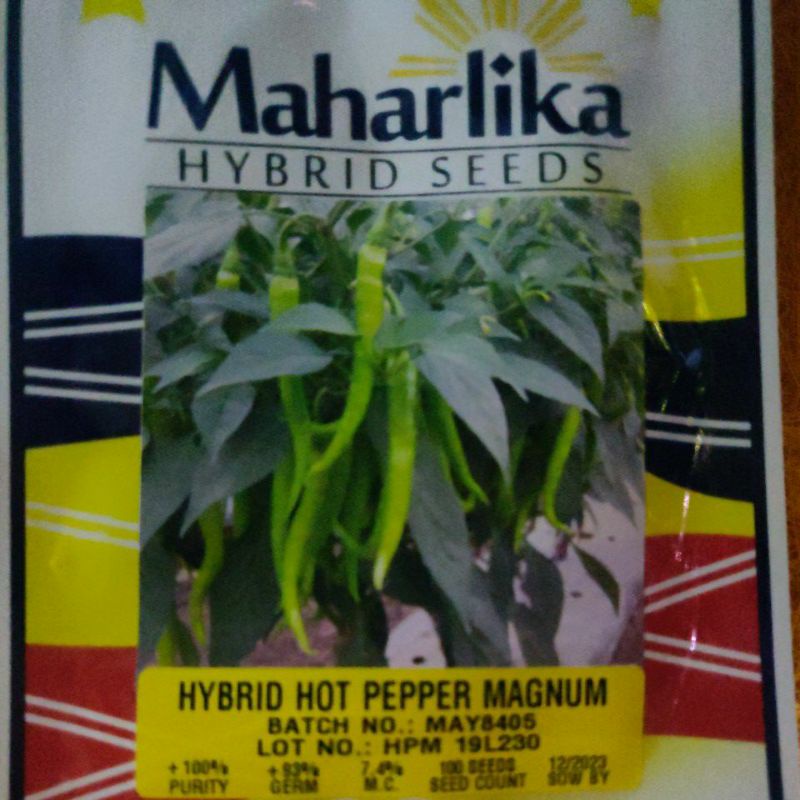 Maharlika
HYBRID SEEDS
HYBRID HOT PEPPER MAGNUM
BATCH NO.: MAY8405
LOT NO.: HPM 19L230
+ 100% + 93% 7.4% 100 SEEDS 12/2023
PURITY GERM M.C. SEED COUNT SOW BY